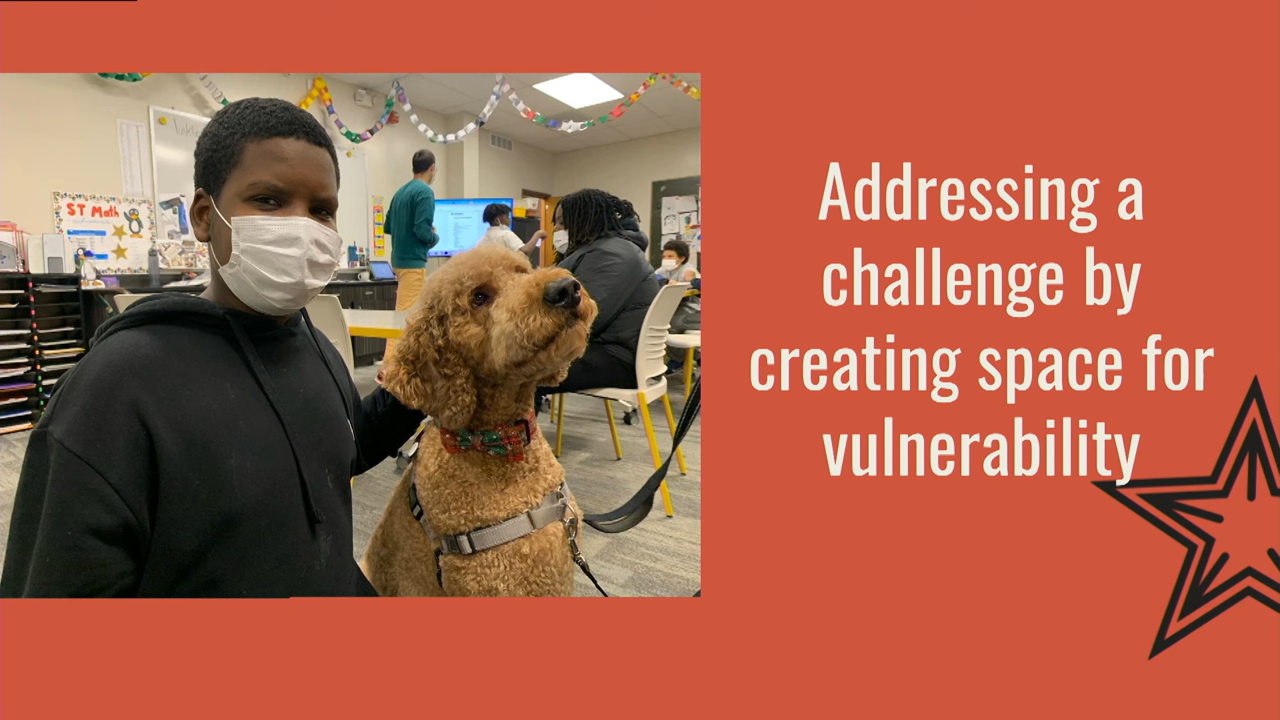 Addressing a
challenge by
creating space for
vulnerability
ST Math